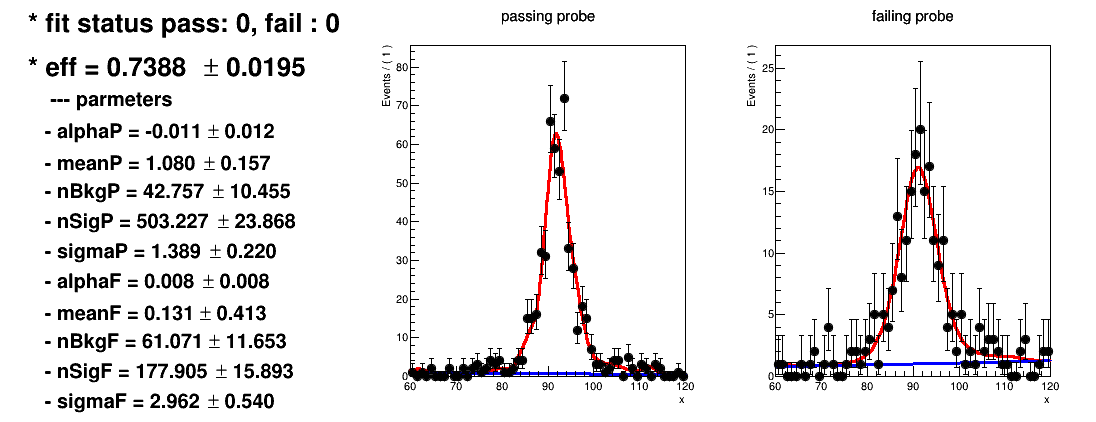 * fit status pass: 0, fail : 0
* eff = 0.7388 ± 0.0195
--- parmeters
- alphaP = -0.011 ± 0.012
- meanP = 1.080 ± 0.157
- nBkgP = 42.757 ± 10.455
- nSigP = 503.227 ± 23.868
- sigmaP = 1.389 ± 0.220
- alphaF = 0.008 ± 0.008
- meanF = 0.131 ± 0.413
- nBkgF = 61.071 ± 11.653
- nSigF = 177.905 ± 15.893
- sigmaF = 2.962 ± 0.540
passing probe
Events / ( 1 )
80
70
60
50
40
30
20
10
0
60 70 80 90 100 110 120
x
failing probe
Events / ( 1 )
25
20
15
10
5
0
60 70 80 90 100 110 120
x